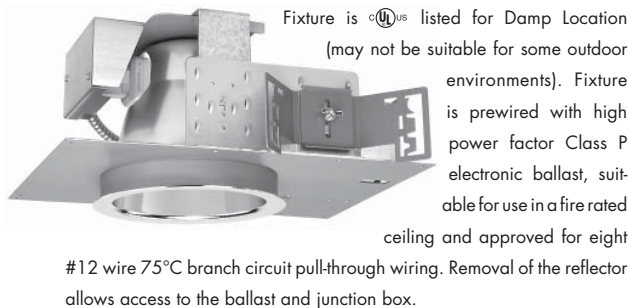 Fixture is c UL us listed for Damp Location
(may not be suitable for some outdoor
environments). Fixture
is prewired with high
power factor Class P
electronic ballast, suit-
able for use in a fire rated
ceiling and approved for eight
#12 wire 75°C branch circuit pull-through wiring. Removal of the reflector
allows access to the ballast and junction box.